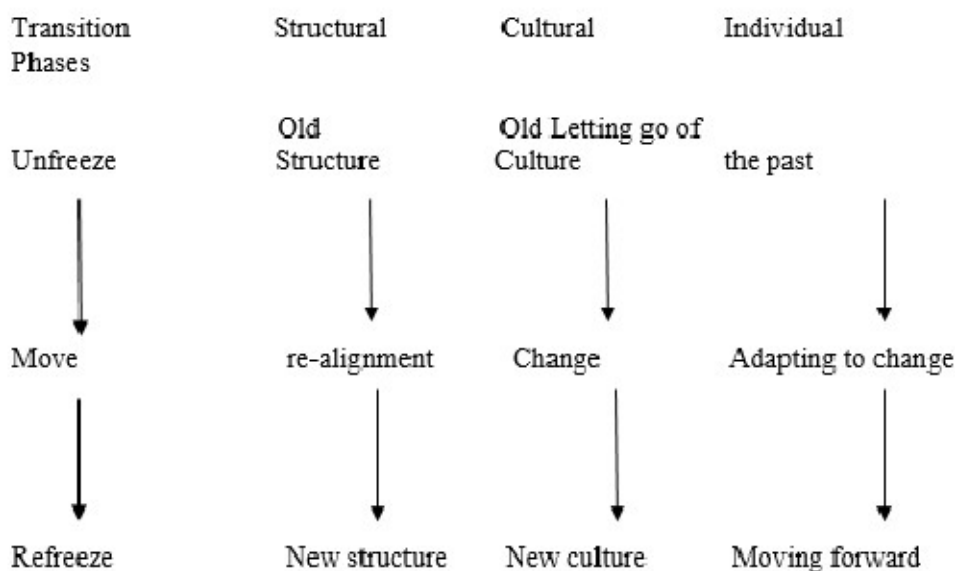 Transition Structural Cultural Individual
Phases
Old Old Letting go of
Unfreeze Structure Culture the past
Move re-alignment Change Adapting to change
Refreeze New structure New culture Moving forward